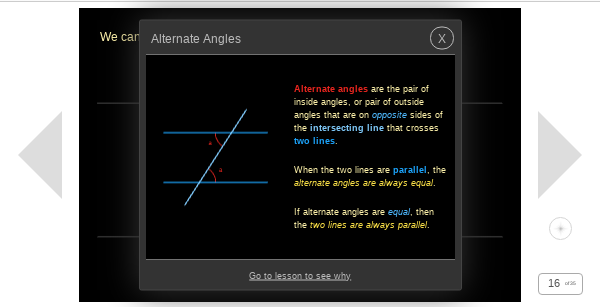 We can
Alternate Angles
X
Alternate angles are the pair of
inside angles, or pair of outside
angles that are on opposite sides of
the intersecting line that crosses
two lines.
When the two lines are parallel, the
alternate angles are always equal.
If alternate angles are equal, then
the two lines are always parallel.
Go to lesson to see why
16 of 35